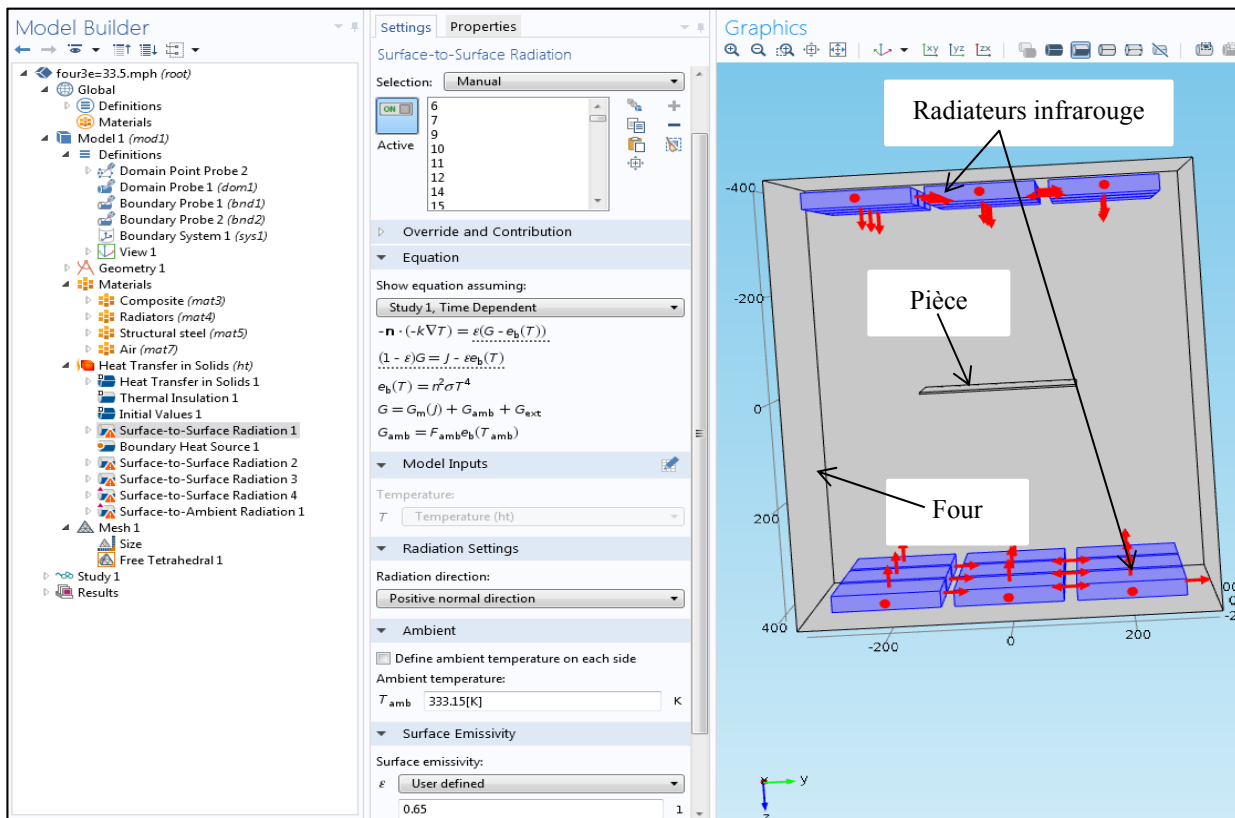 Model Builder
four3e=33.5.mph (root)
Global
Definitions
Materials
Model 1 (mod1)
Definitions
Domain Point Probe 2
Domain Probe 1 (dom1)
Boundary Probe 1 (bnd1)
Boundary Probe 2 (bnd2)
Boundary System 1 (sys1)
View 1
Geometry 1
Materials
Composite (mat3)
Radiators (mat4)
Structural steel (mat5)
Air (mat7)
Heat Transfer in Solids (ht)
Heat Transfer in Solids 1
Thermal Insulation 1
Initial Values 1
Surface-to-Surface Radiation 1
Boundary Heat Source 1
Surface-to-Surface Radiation 2
Surface-to-Surface Radiation 3
Surface-to-Surface Radiation 4
Surface-to-Ambient Radiation 1
Mesh 1
Size
Free Tetrahedral 1
Study 1
Results
Settings Properties
Surface-to-Surface Radiation
Selection: Manual
ON
Active
6
7
9
10
11
12
14
15
Override and Contribution
Equation
Show equation assuming:
Study 1, Time Dependent
-n · (-k∇T) = ε(G - e_b(T))
(1 - ε)G = J - εe_b(T)
e_b(T) = n²σT⁴
G = G_m(J) + G_amb + G_ext
G_amb = F_amb e_b(T_amb)
Model Inputs
Temperature:
T Temperature (ht)
Radiation Settings
Radiation direction:
Positive normal direction
Ambient
Define ambient temperature on each side
Ambient temperature:
T_amb 333.15[K] K
Surface Emissivity
Surface emissivity:
ε User defined
0.65 1
Graphics
xy yz zx
Radiateurs infrarouge
-400
-200
Pièce
0
Four
200
400
-200
0
200
y
z